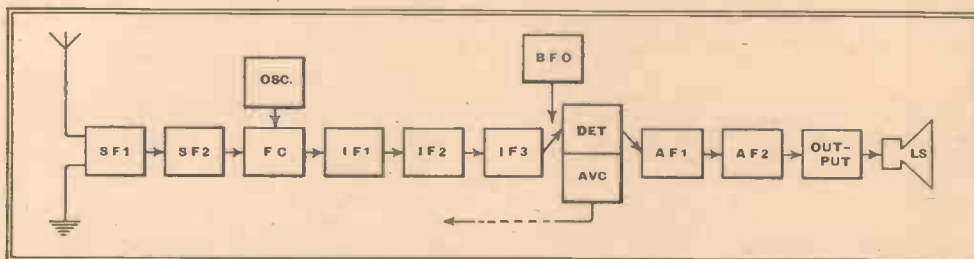 BFO
OSC.
DET
SF1
SF2
FC
IF1
IF2
IF3
AVC
AF1
AF2
OUT-
PUT
LS